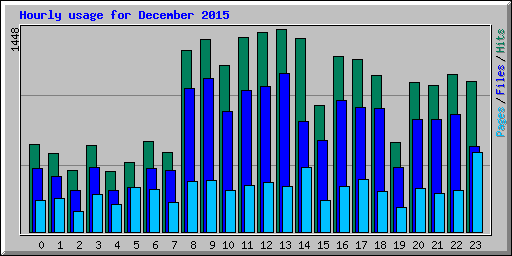 Hourly usage for December 2015
1448
Pages / Files / Hits
0 1 2 3 4 5 6 7 8 9 10 11 12 13 14 15 16 17 18 19 20 21 22 23